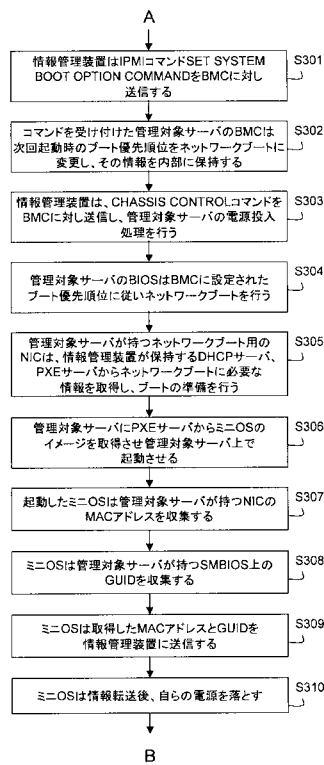 A
情報管理装置はIPMIコマンドSET SYSTEM
BOOT OPTION COMMANDをBMCに対し
送信する
S301
コマンドを受け付けた管理対象サーバのBMCは
次回起動時のブート優先順位をネットワークブートに
変更し、その情報を内部に保持する
S302
情報管理装置は、CHASSIS CONTROLコマンドを
BMCに対し送信し、管理対象サーバの電源投入
処理を行う
S303
管理対象サーバのBIOSはBMCに設定された
ブート優先順位に従いネットワークブートを行う
S304
管理対象サーバが持つネットワークブート用の
NICは、情報管理装置が保持するDHCPサーバ、
PXEサーバからネットワークブートに必要な
情報を取得し、ブートの準備を行う
S305
管理対象サーバにPXEサーバからミニOSの
イメージを取得させ管理対象サーバ上で
起動させる
S306
起動したミニOSは管理対象サーバが持つNICの
MACアドレスを収集する
S307
ミニOSは管理対象サーバが持つSMBIOS上の
GUIDを収集する
S308
ミニOSは取得したMACアドレスとGUIDを
情報管理装置に送信する
S309
ミニOSは情報転送後、自らの電源を落とす
S310
B